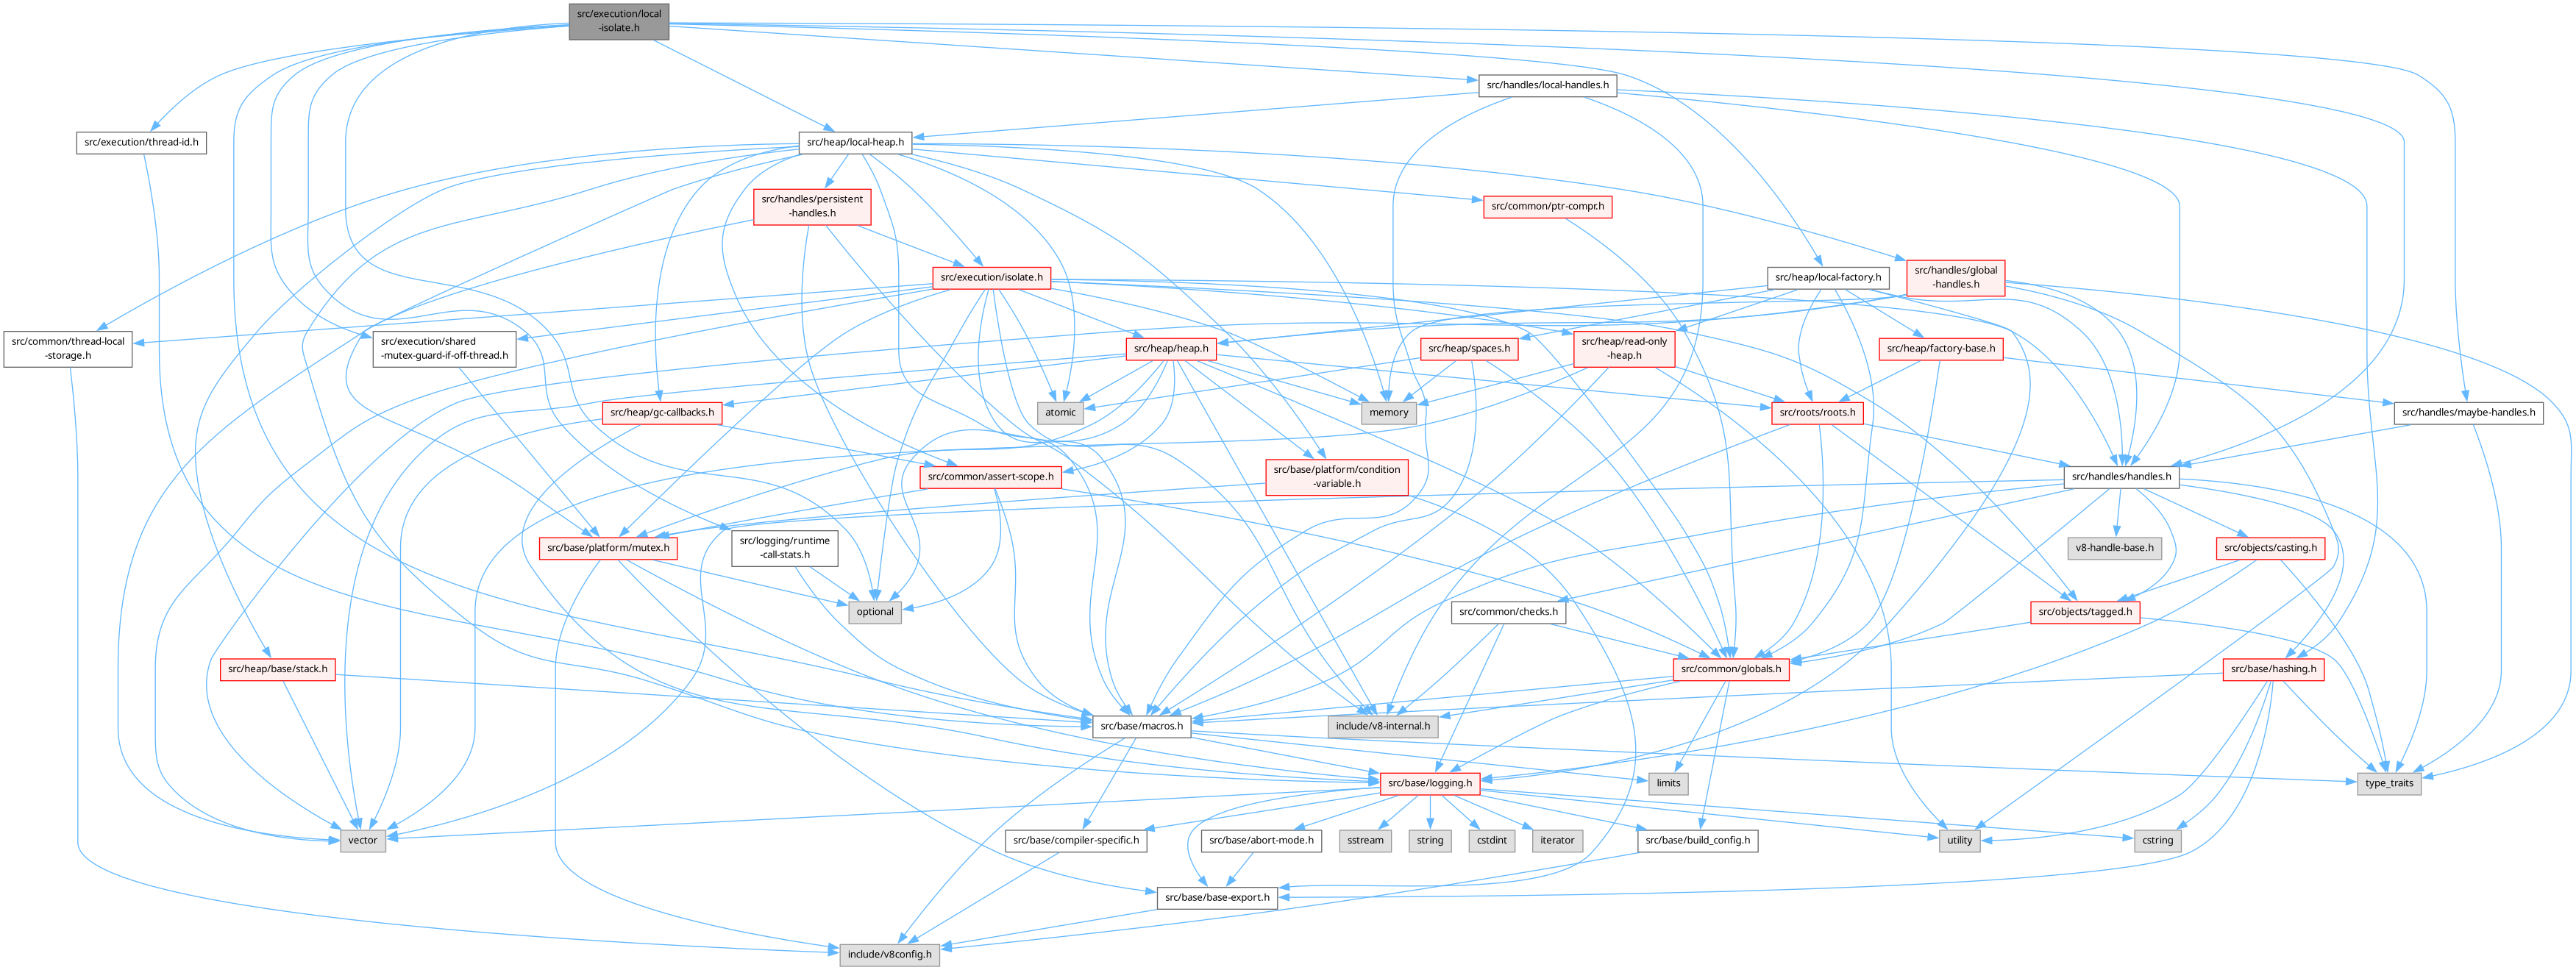 src/execution/local
-isolate.h
src/handles/local-handles.h
src/execution/thread-id.h
src/heap/local-heap.h
src/handles/persistent
-handles.h
src/common/ptr-compr.h
src/execution/isolate.h
src/heap/local-factory.h
src/handles/global
-handles.h
src/common/thread-local
-storage.h
src/execution/shared
-mutex-guard-if-off-thread.h
src/heap/heap.h
src/heap/spaces.h
src/heap/read-only
-heap.h
src/heap/factory-base.h
src/heap/gc-callbacks.h
atomic
memory
src/roots/roots.h
src/handles/maybe-handles.h
src/common/assert-scope.h
src/base/platform/condition
-variable.h
src/handles/handles.h
src/base/platform/mutex.h
src/logging/runtime
-call-stats.h
v8-handle-base.h
src/objects/casting.h
optional
src/common/checks.h
src/objects/tagged.h
src/heap/base/stack.h
src/common/globals.h
src/base/hashing.h
src/base/macros.h
include/v8-internal.h
src/base/logging.h
limits
type_traits
vector
src/base/compiler-specific.h
src/base/abort-mode.h
sstream
string
cstdint
iterator
src/base/build_config.h
utility
cstring
src/base/base-export.h
include/v8config.h